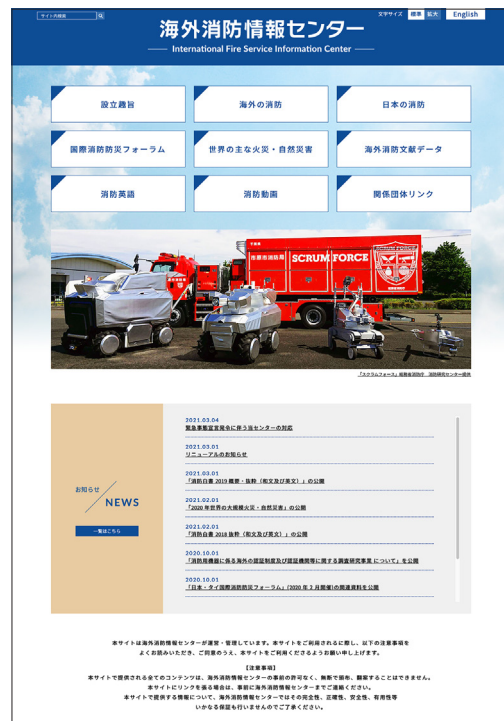 サイト内検索
文字サイズ 標準 拡大 English
海外消防情報センター
International Fire Service Information Center
設立趣旨 海外の消防 日本の消防
国際消防防災フォーラム 世界の主な火災・自然災害 海外消防文献データ
消防英語 消防動画 関係団体リンク
千葉県
市原市消防局 SCRUM FORCE
「スクラムフォース」総務省消防庁 消防研究センター提供
お知らせ
NEWS
一覧はこちら
2021.03.04
緊急事態宣言発令に伴う当センターの対応
2021.03.01
リニューアルのお知らせ
2021.03.01
「消防白書 2019 概要・抜粋（和文及び英文）」の公開
2021.02.01
「2020 年世界の大規模火災・自然災害」の公開
2021.02.01
「消防白書 2018 抜粋（和文及び英文）」の公開
2020.10.01
「消防用機器に係る海外の認証制度及び認証機関等に関する調査研究事業 について」を公開
2020.10.01
「日本・タイ国際消防防災フォーラム」(2020 年 2 月開催)の関連資料を公開
本サイトは海外消防情報センターが運営・管理しています。本サイトをご利用されるに際し、以下の注意事項を
よくお読みいただき、ご同意のうえ、本サイトをご利用くださるようお願い申し上げます。
【注意事項】
本サイトで提供される全てのコンテンツは、海外消防情報センターの事前の許可なく、無断で頒布、翻案することはできません。
本サイトにリンクを張る場合は、事前に海外消防情報センターまでご連絡ください。
本サイトで提供する情報について、海外消防情報センターではその完全性、正確性、安全性、有用性等
いかなる保証も行いませんのでご了承ください。